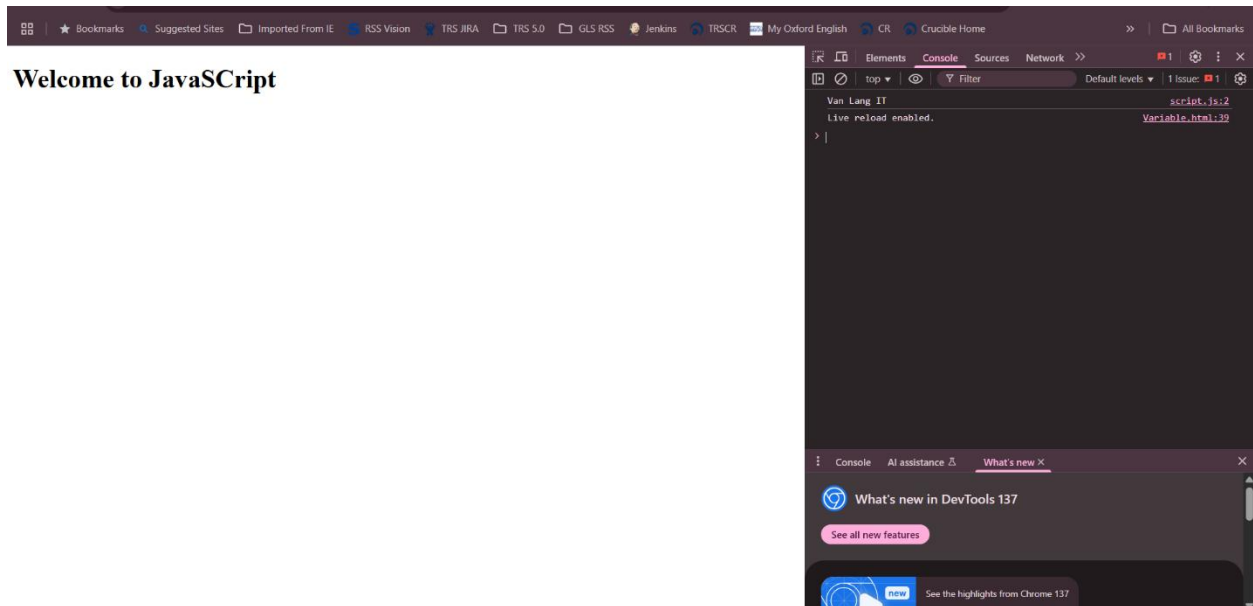 Bookmarks Suggested Sites Imported From IE RSS Vision TRS JIRA TRS 5.0 GLS RSS Jenkins TRSCR My Oxford English CR Crucible Home » All Bookmarks
Welcome to JavaSCript
Elements Console Sources Network >> 1
top Filter Default levels 1 Issue: 1
Van Lang IT script.js:2
Live reload enabled. Variable.html:39
>
Console AI assistance What's new ×
What's new in DevTools 137
See all new features
new See the highlights from Chrome 137